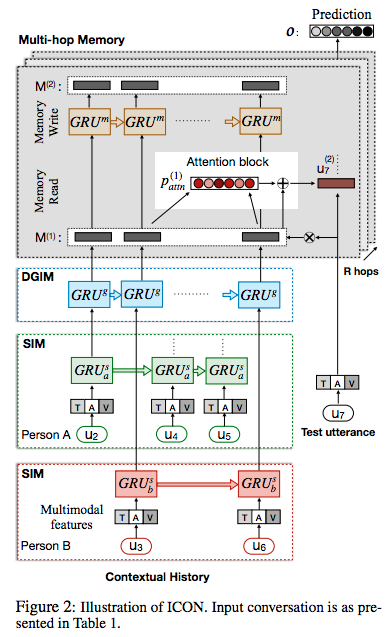 Prediction
o:
Multi-hop Memory
M(2):
Memory Write
GRUm GRUm GRUm
Attention block
p(1)attn
u7(2)
Memory Read
M(1):
R hops
DGIM
GRUg GRUg GRUg
SIM
GRUsa GRUsa GRUsa
T A V T A V T A V
T A V
Person A u2 u4 u5
u7
Test utterance
SIM
GRUsb GRUsb
Multimodal
features
T A V T A V
Person B u3 u6
Contextual History
Figure 2: Illustration of ICON. Input conversation is as pre-
sented in Table 1.